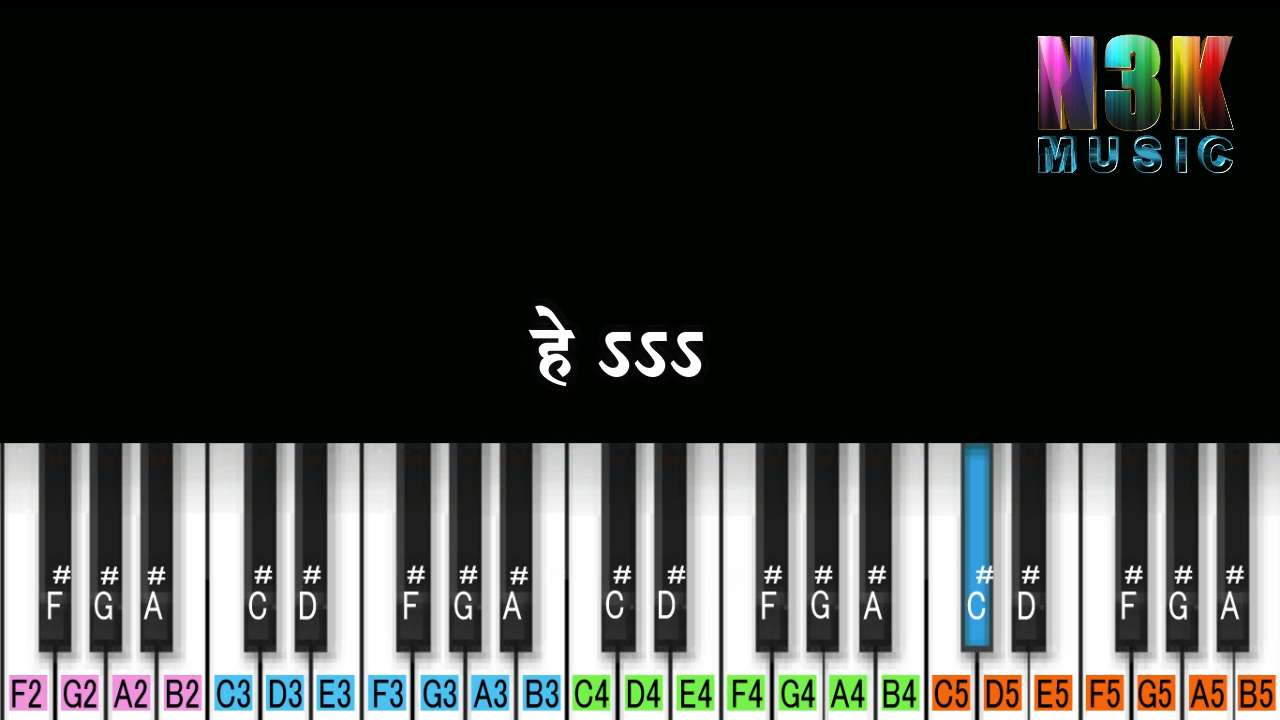 N3K
MUSIC
हे ऽऽऽ
# # # # # # # # # # # # # # # # # #
F G A C D F G A C D F G A C D F G A
F2 G2 A2 B2 C3 D3 E3 F3 G3 A3 B3 C4 D4 E4 F4 G4 A4 B4 C5 D5 E5 F5 G5 A5 B5